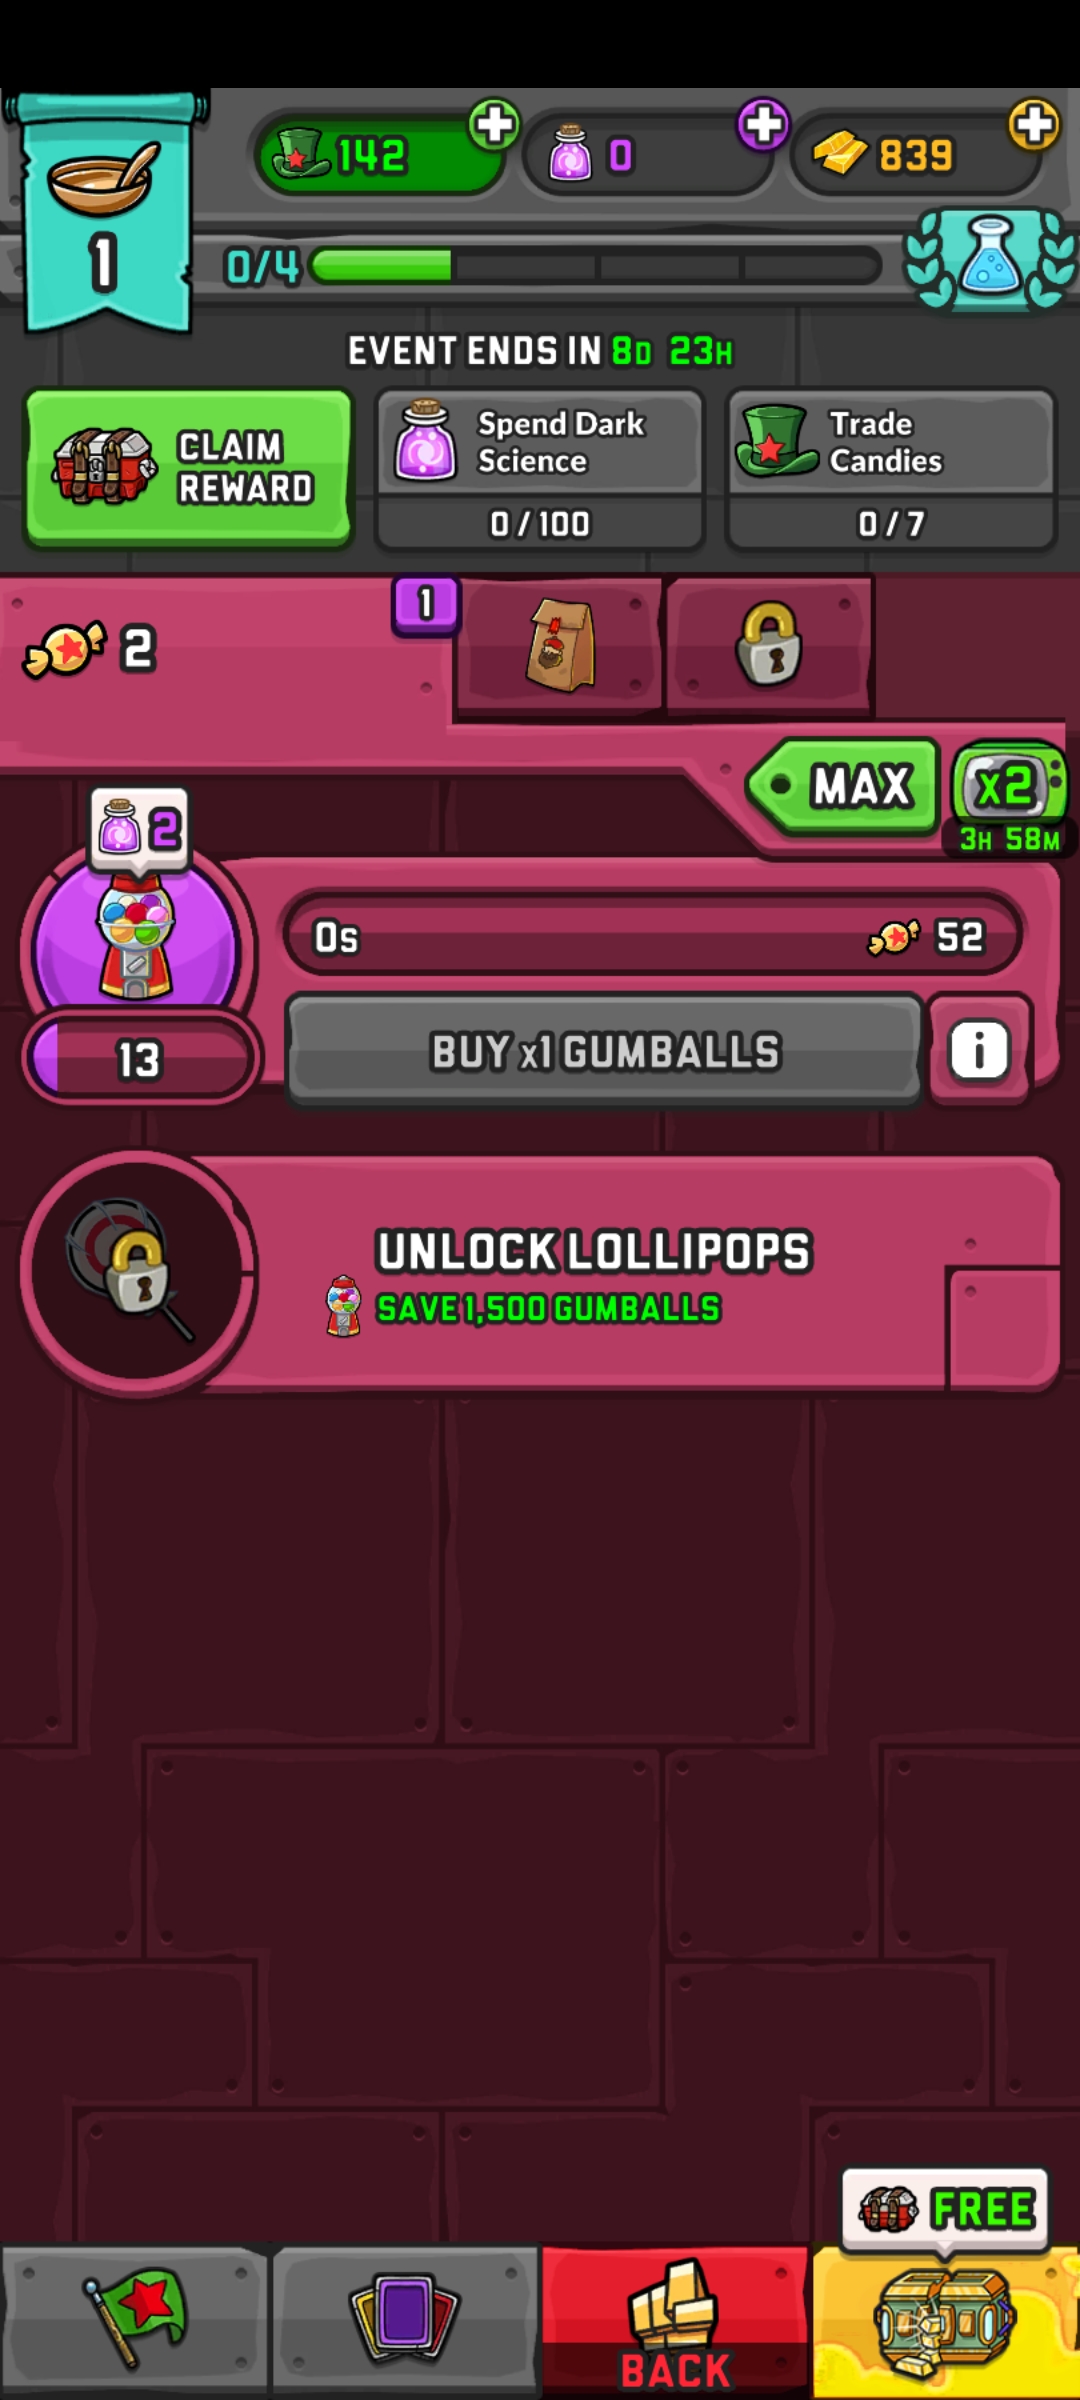 142
0
839
1
0/4
EVENT ENDS IN 8D 23H
CLAIM
REWARD
Spend Dark
Science
0 / 100
Trade
Candies
0 / 7
2
1
MAX
x2
3H 58M
2
0s
52
13
BUY x1 GUMBALLS
i
UNLOCK LOLLIPOPS
SAVE 1,500 GUMBALLS
FREE
BACK